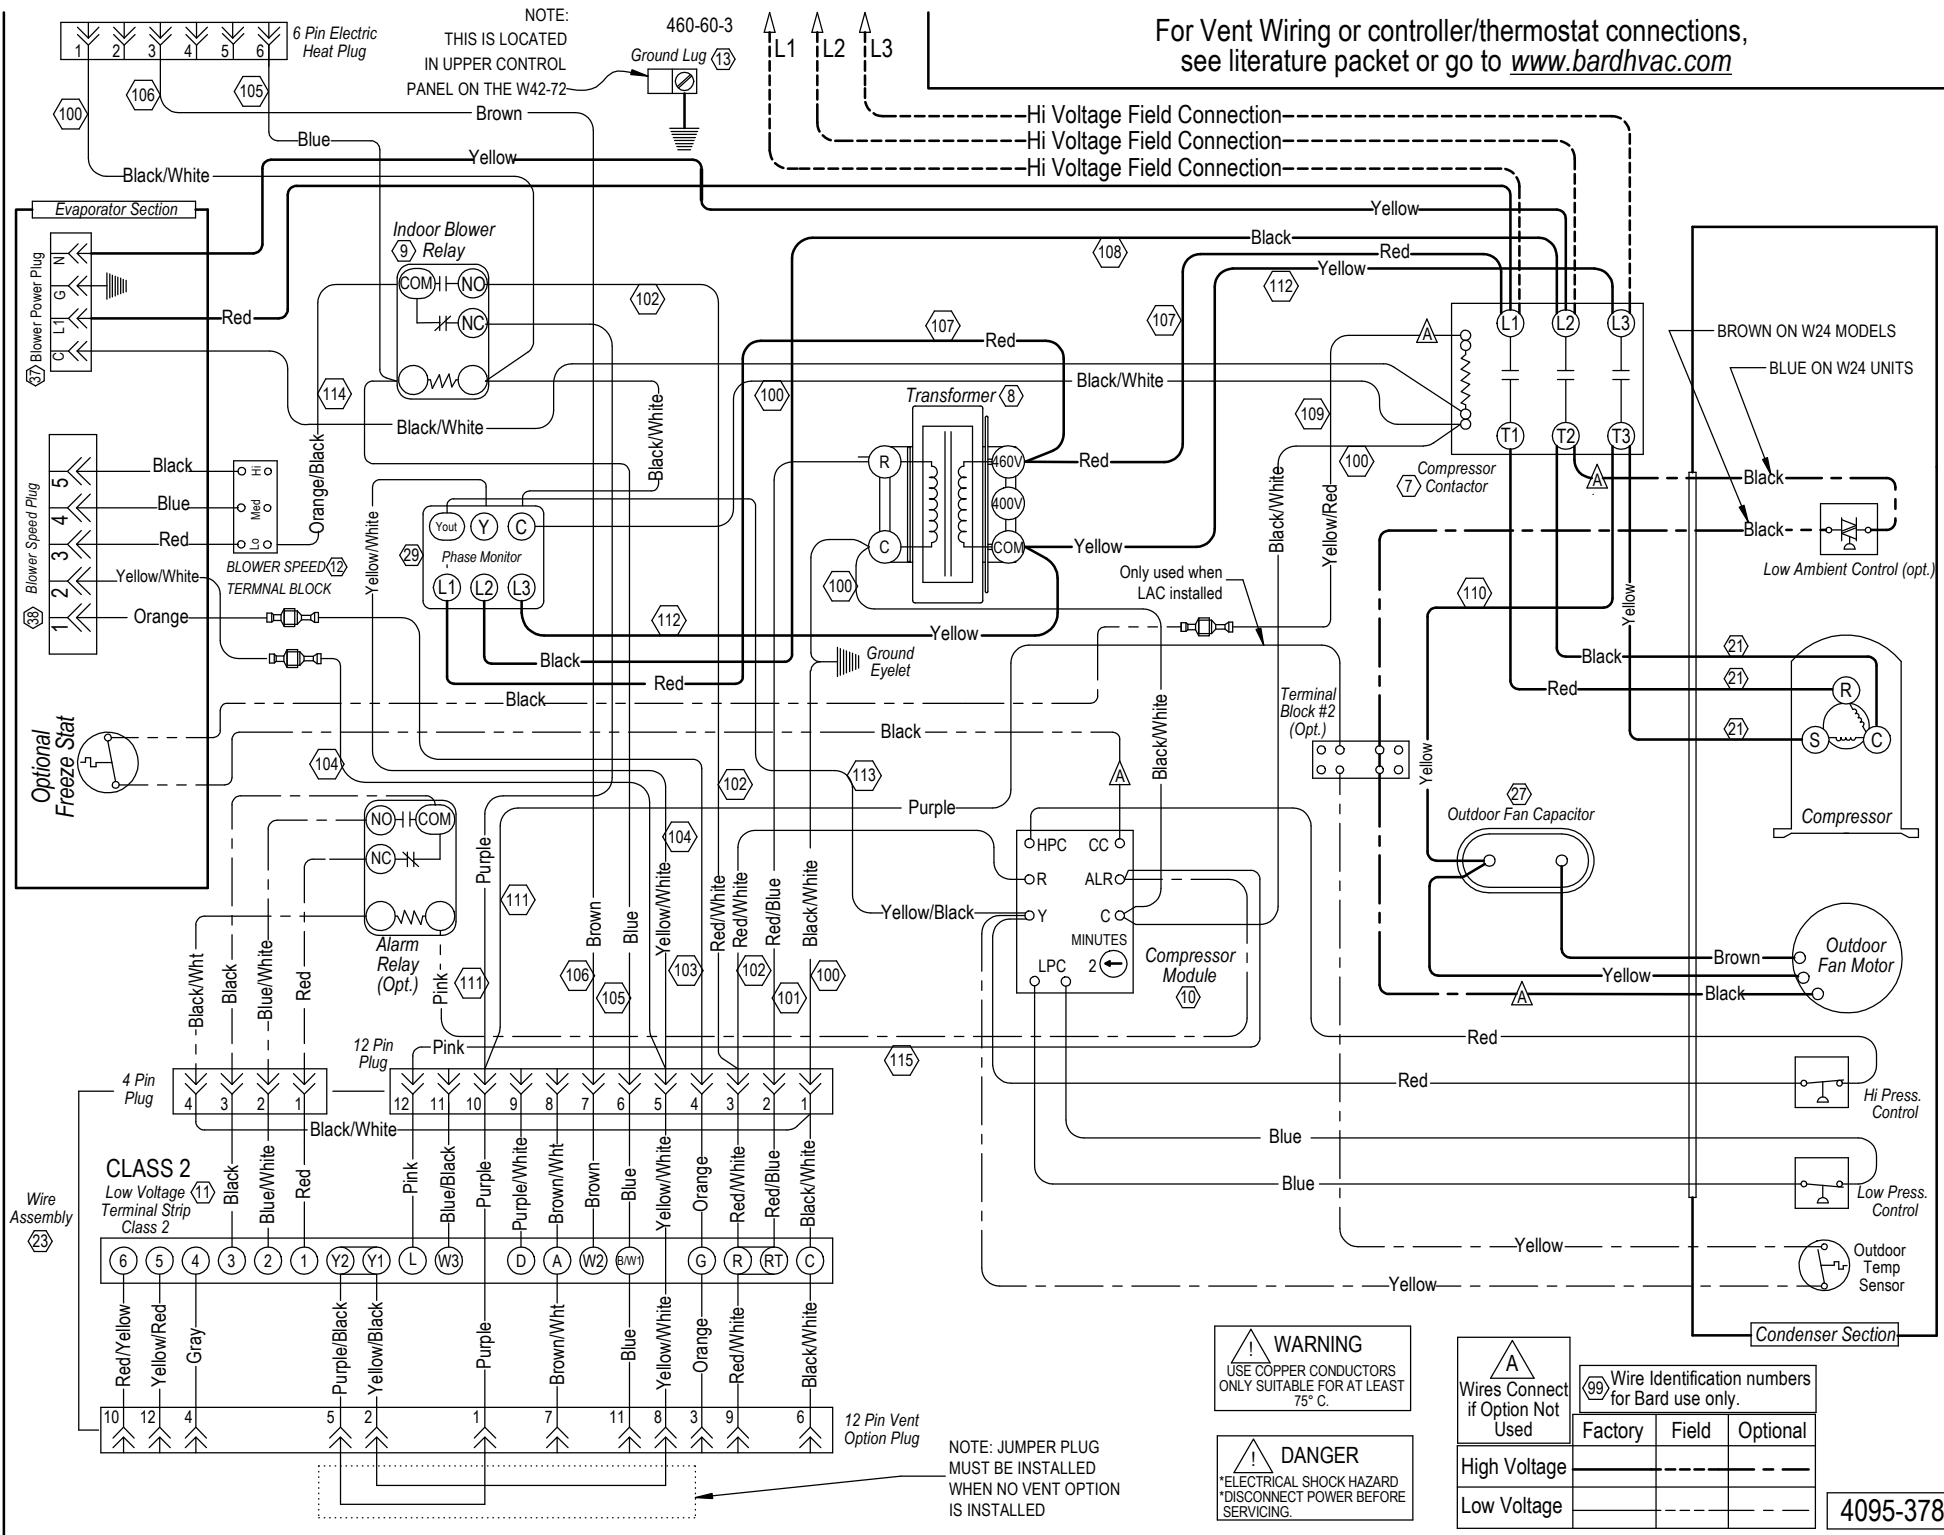 For Vent Wiring or controller/thermostat connections,
see literature packet or go to www.bardhvac.com
1 2 3 4 5 6
6 Pin Electric
Heat Plug
NOTE:
THIS IS LOCATED
IN UPPER CONTROL
PANEL ON THE W42-72
460-60-3
Ground Lug 13
L1 L2 L3
100 106 105
Brown
Blue
Yellow
Black/White
Hi Voltage Field Connection
Hi Voltage Field Connection
Hi Voltage Field Connection
Yellow
Evaporator Section
37 Blower Power Plug
N
G
L1
C
Red
Indoor Blower
9 Relay
COM NO
NC
102
114
Black/White
Black/White
Orange/Black
108 Black
Red
Yellow
112
107 Red
107
Black/White
100
109
100
A
L1 L2 L3
T1 T2 T3
Compressor
7 Contactor
BROWN ON W24 MODELS
BLUE ON W24 UNITS
Black
A
Black
Low Ambient Control (opt.)
38 Blower Speed Plug
5 4 3 2 1
Black
Blue
Red
Yellow/White
Orange
Hi
Med
Lo
BLOWER SPEED 12
TERMNAL BLOCK
Yellow/White
Yout Y C
29
Phase Monitor
L1 L2 L3
Transformer 8
R
C
460V
400V
COM
Red
Yellow
100
112
Yellow
Black
Red
Ground
Eyelet
Only used when
LAC installed
Black/White
Yellow/Red
Black
Black
110
Yellow
Black
Red
21
21
21
R
S C
Compressor
Optional
Freeze Stat
104
102
113
Black/White
A
Terminal
Block #2
(Opt.)
Yellow
27
Outdoor Fan Capacitor
Purple
NO COM
NC
Alarm
Relay
(Opt.)
104
Purple
111
HPC CC
R ALR
Y C
MINUTES
LPC 2
Compressor
Module
10
Yellow/Black
Outdoor
Fan Motor
Brown
Yellow
Black
A
Black/Wht
Black
Blue/White
Red
Pink
111
106
Brown
105
Blue
Yellow/White
103
Red/White
Red/White
102
Red/Blue
101
Black/White
100
12 Pin
Plug
Pink
115
Red
Red
Hi Press.
Control
Blue
Blue
Low Press.
Control
4 Pin
Plug
4 3 2 1
12 11 10 9 8 7 6 5 4 3 2 1
Black/White
CLASS 2
Low Voltage 11
Terminal Strip
Class 2
Wire
Assembly
23
Black
Blue/White
Red
Pink
Blue/Black
Purple
Purple/White
Brown/Wht
Brown
Blue
Yellow/White
Orange
Red/White
Red/Blue
Black/White
6 5 4 3 2 1 Y2 Y1 L W3 D A W2 B/W1 G R RT C
Yellow
Yellow
Outdoor
Temp
Sensor
Condenser Section
Red/Yellow
Yellow/Red
Gray
Purple/Black
Yellow/Black
Purple
Brown/Wht
Blue
Yellow/White
Orange
Red/White
Black/White
10 12 4 5 2 1 7 11 8 3 9 6
12 Pin Vent
Option Plug
NOTE: JUMPER PLUG
MUST BE INSTALLED
WHEN NO VENT OPTION
IS INSTALLED
! WARNING
USE COPPER CONDUCTORS
ONLY SUITABLE FOR AT LEAST
75° C.
! DANGER
*ELECTRICAL SHOCK HAZARD
*DISCONNECT POWER BEFORE
SERVICING.
A
Wires Connect
if Option Not
Used
99 Wire Identification numbers
for Bard use only.
Factory Field Optional
High Voltage
Low Voltage
4095-378